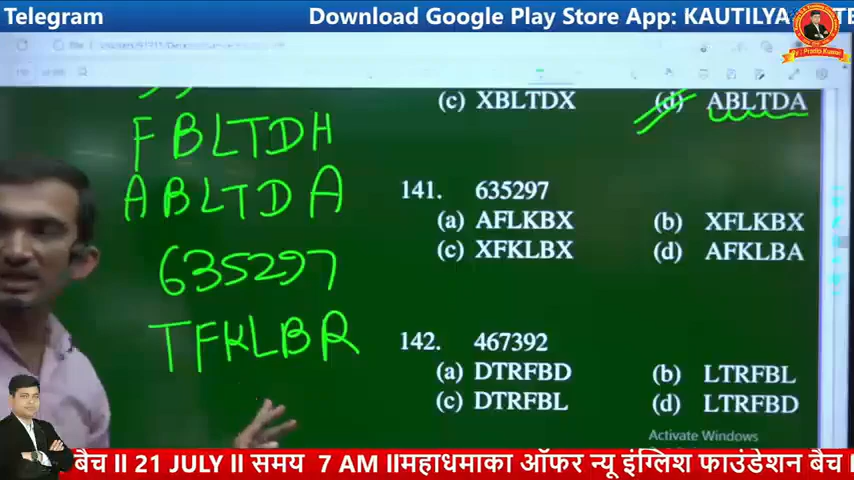 Telegram
Download Google Play Store App: KAUTILYA
(c) XBLTDX (d) ABLTDA
FBLTDH
ABLTDA
141. 635297
(a) AFLKBX (b) XFLKBX
(c) XFKLBX (d) AFKLBA
635297
TFKLBR
142. 467392
(a) DTRFBD (b) LTRFBL
(c) DTRFBL (d) LTRFBD
Activate Windows
बैच II 21 JULY II समय 7 AM IIमहाधमाका ऑफर न्यू इंग्लिश फाउंडेशन बैच